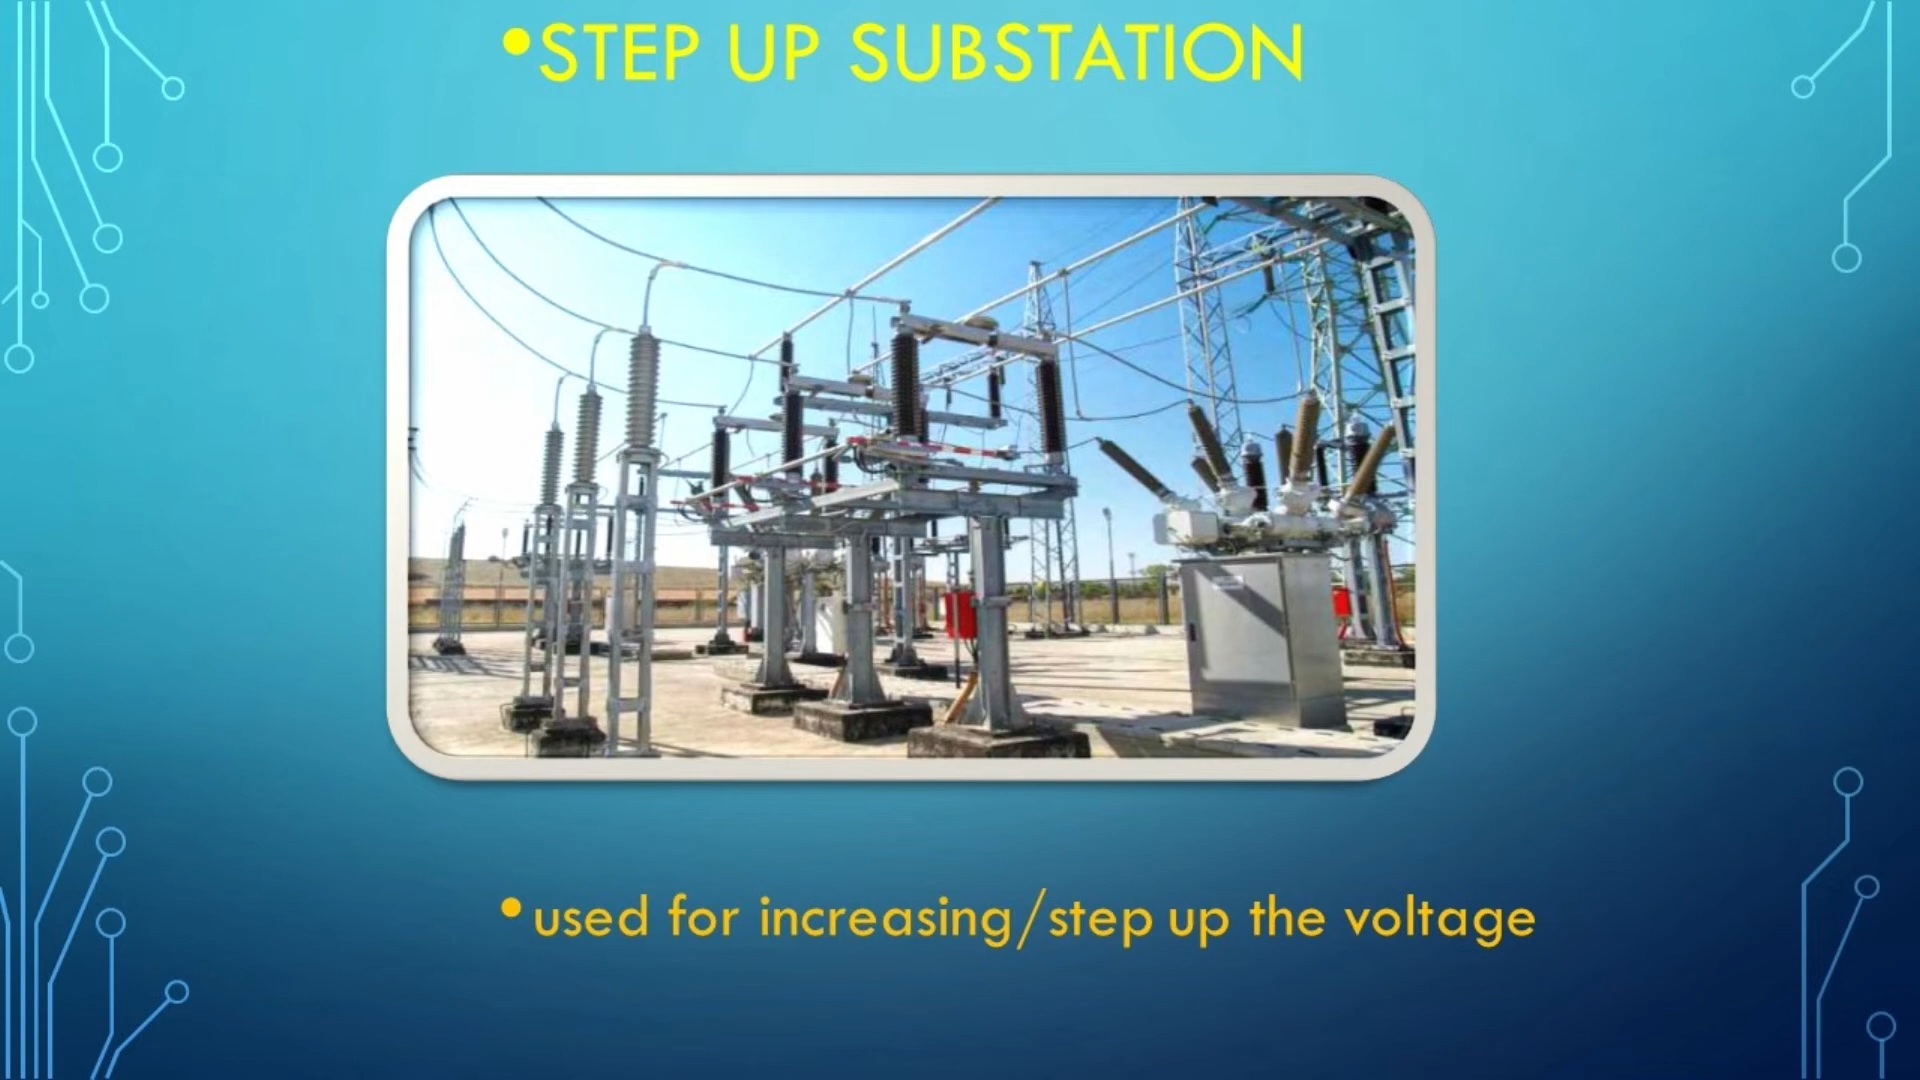 •STEP UP SUBSTATION
•used for increasing/step up the voltage